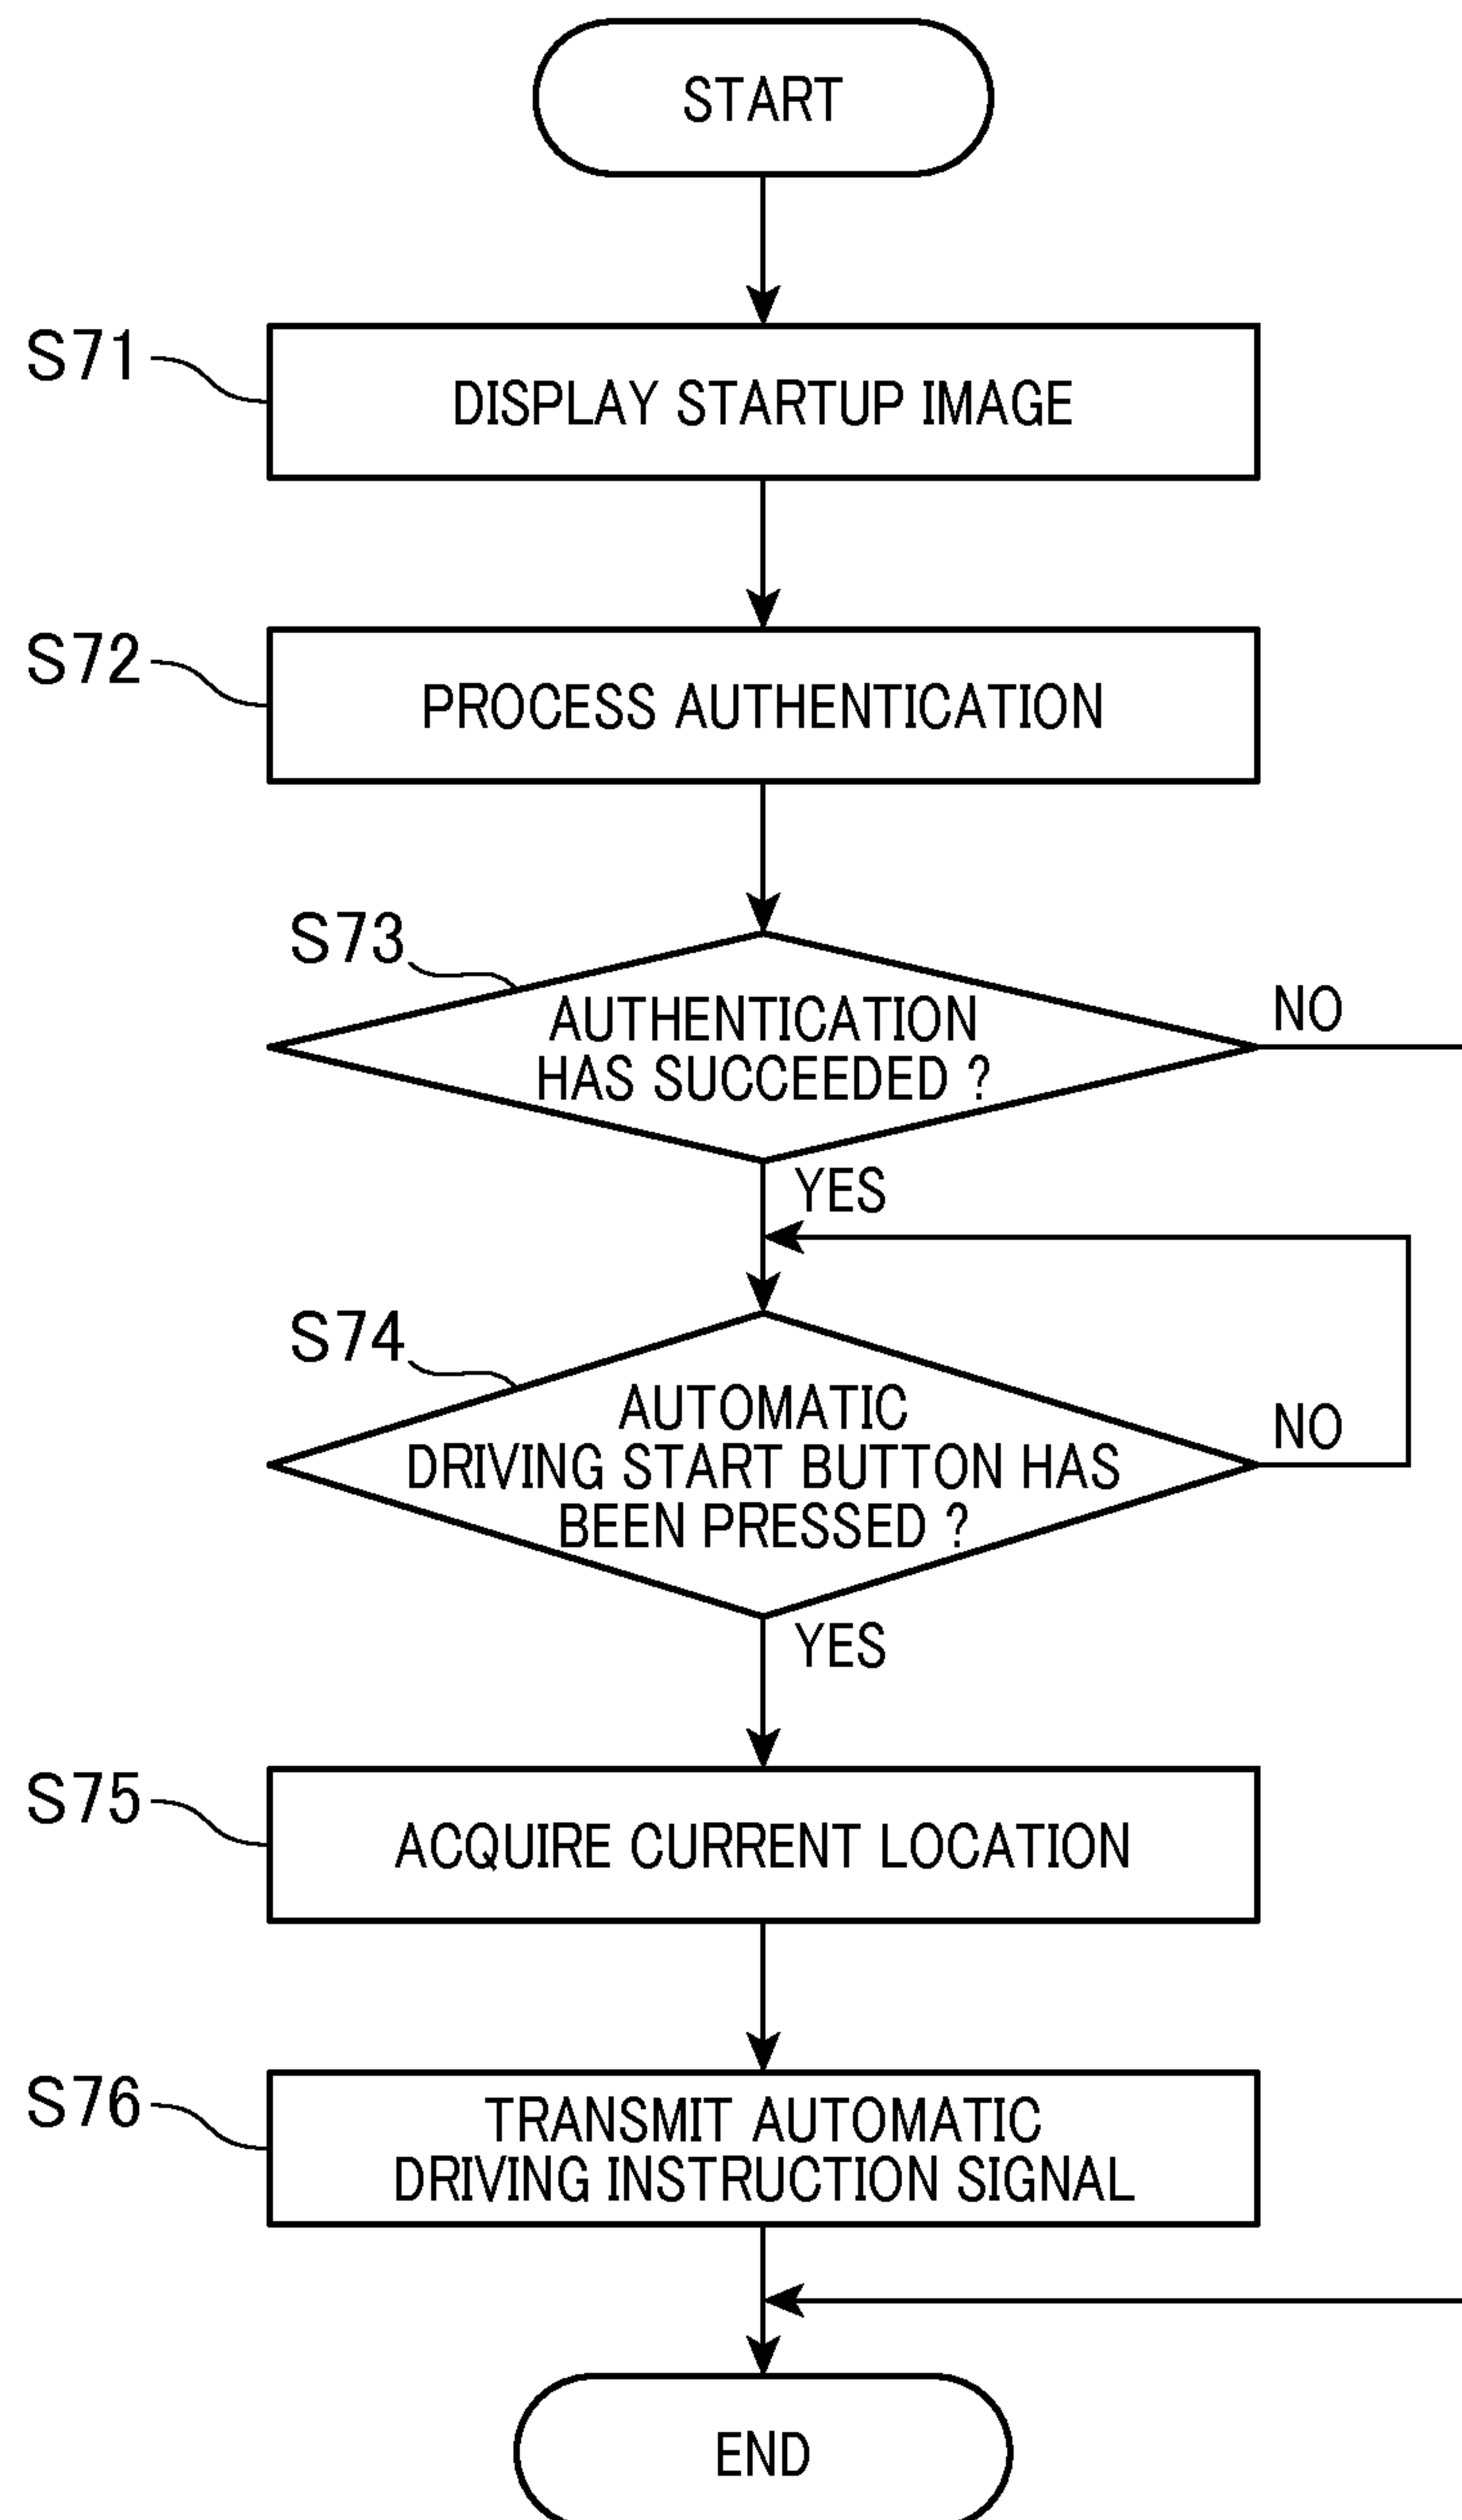 START
S71
DISPLAY STARTUP IMAGE
S72
PROCESS AUTHENTICATION
S73
AUTHENTICATION
HAS SUCCEEDED ?
NO
YES
S74
AUTOMATIC
DRIVING START BUTTON HAS
BEEN PRESSED ?
NO
YES
S75
ACQUIRE CURRENT LOCATION
S76
TRANSMIT AUTOMATIC
DRIVING INSTRUCTION SIGNAL
END